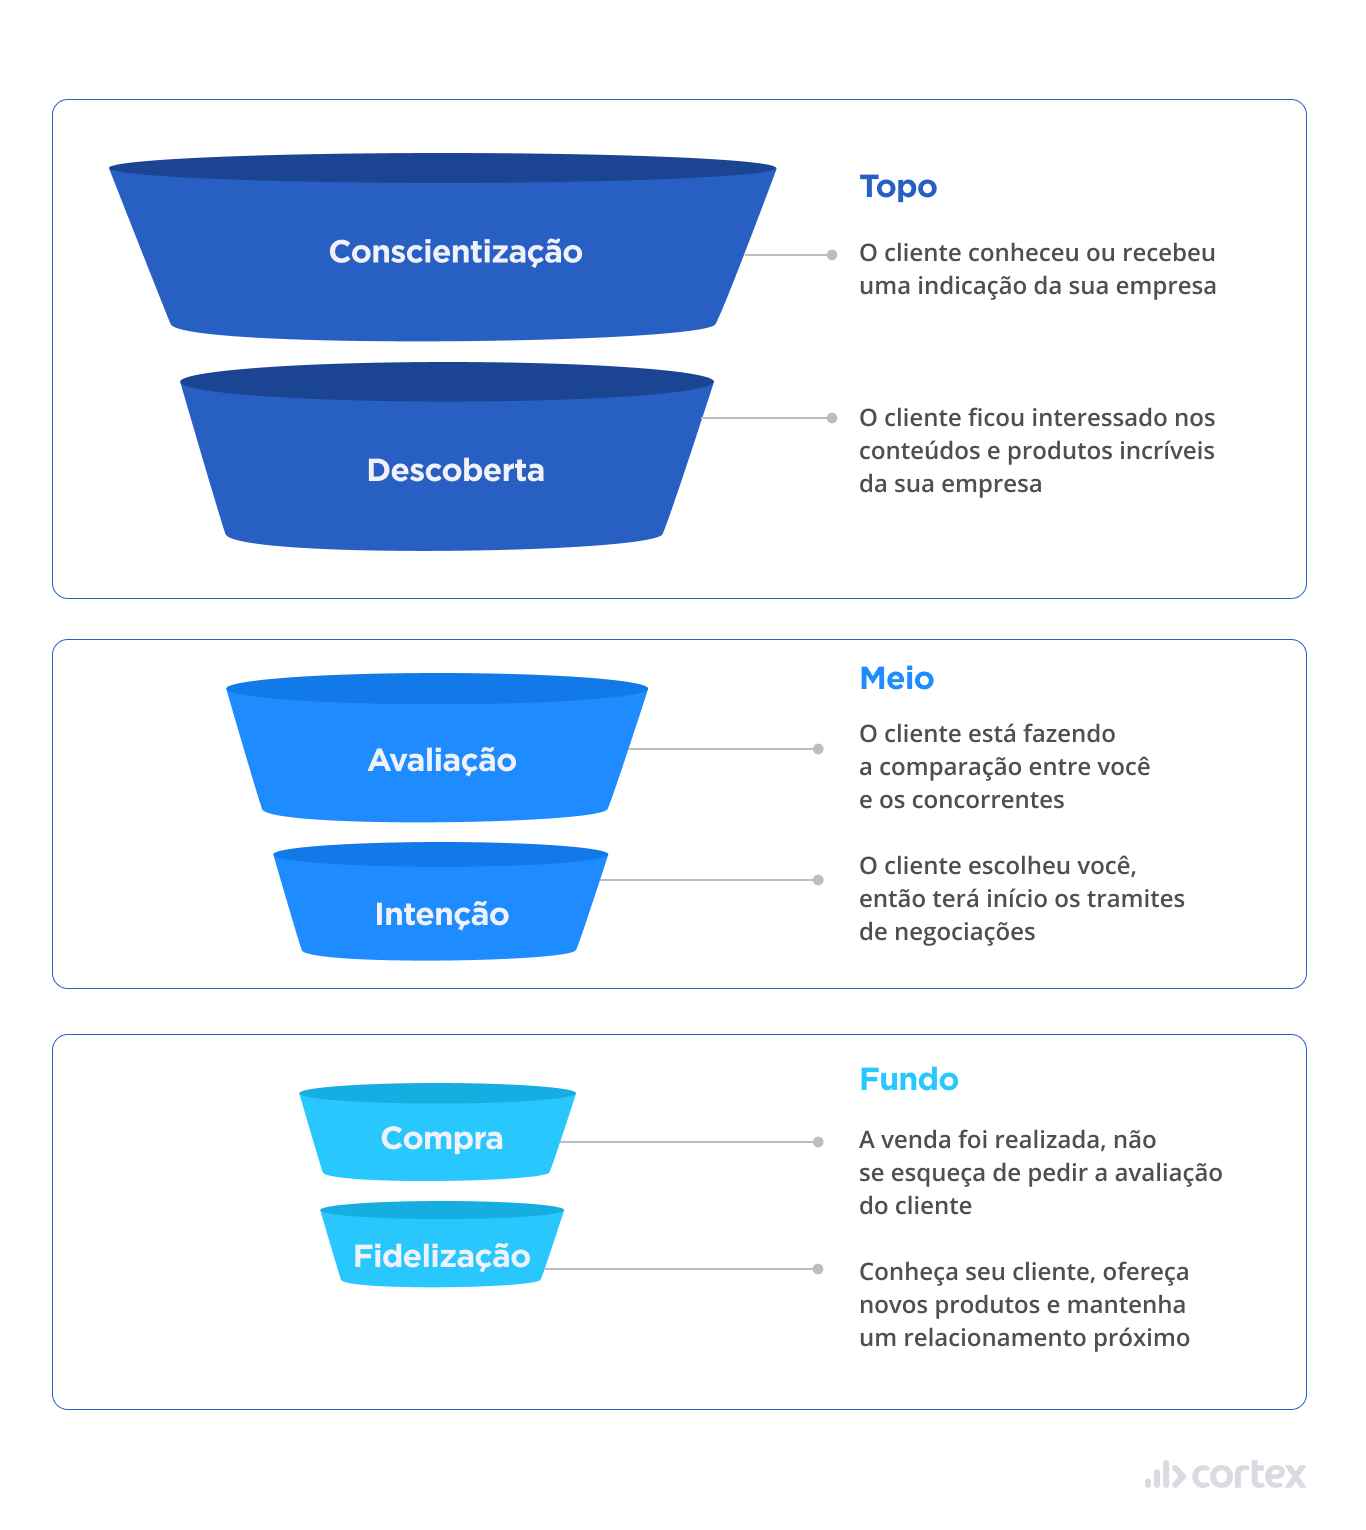 Topo
Conscientização
O cliente conheceu ou recebeu
uma indicação da sua empresa
Descoberta
O cliente ficou interessado nos
conteúdos e produtos incríveis
da sua empresa
Meio
Avaliação
O cliente está fazendo
a comparação entre você
e os concorrentes
Intenção
O cliente escolheu você,
então terá início os tramites
de negociações
Fundo
Compra
A venda foi realizada, não
se esqueça de pedir a avaliação
do cliente
Fidelização
Conheça seu cliente, ofereça
novos produtos e mantenha
um relacionamento próximo
cortex